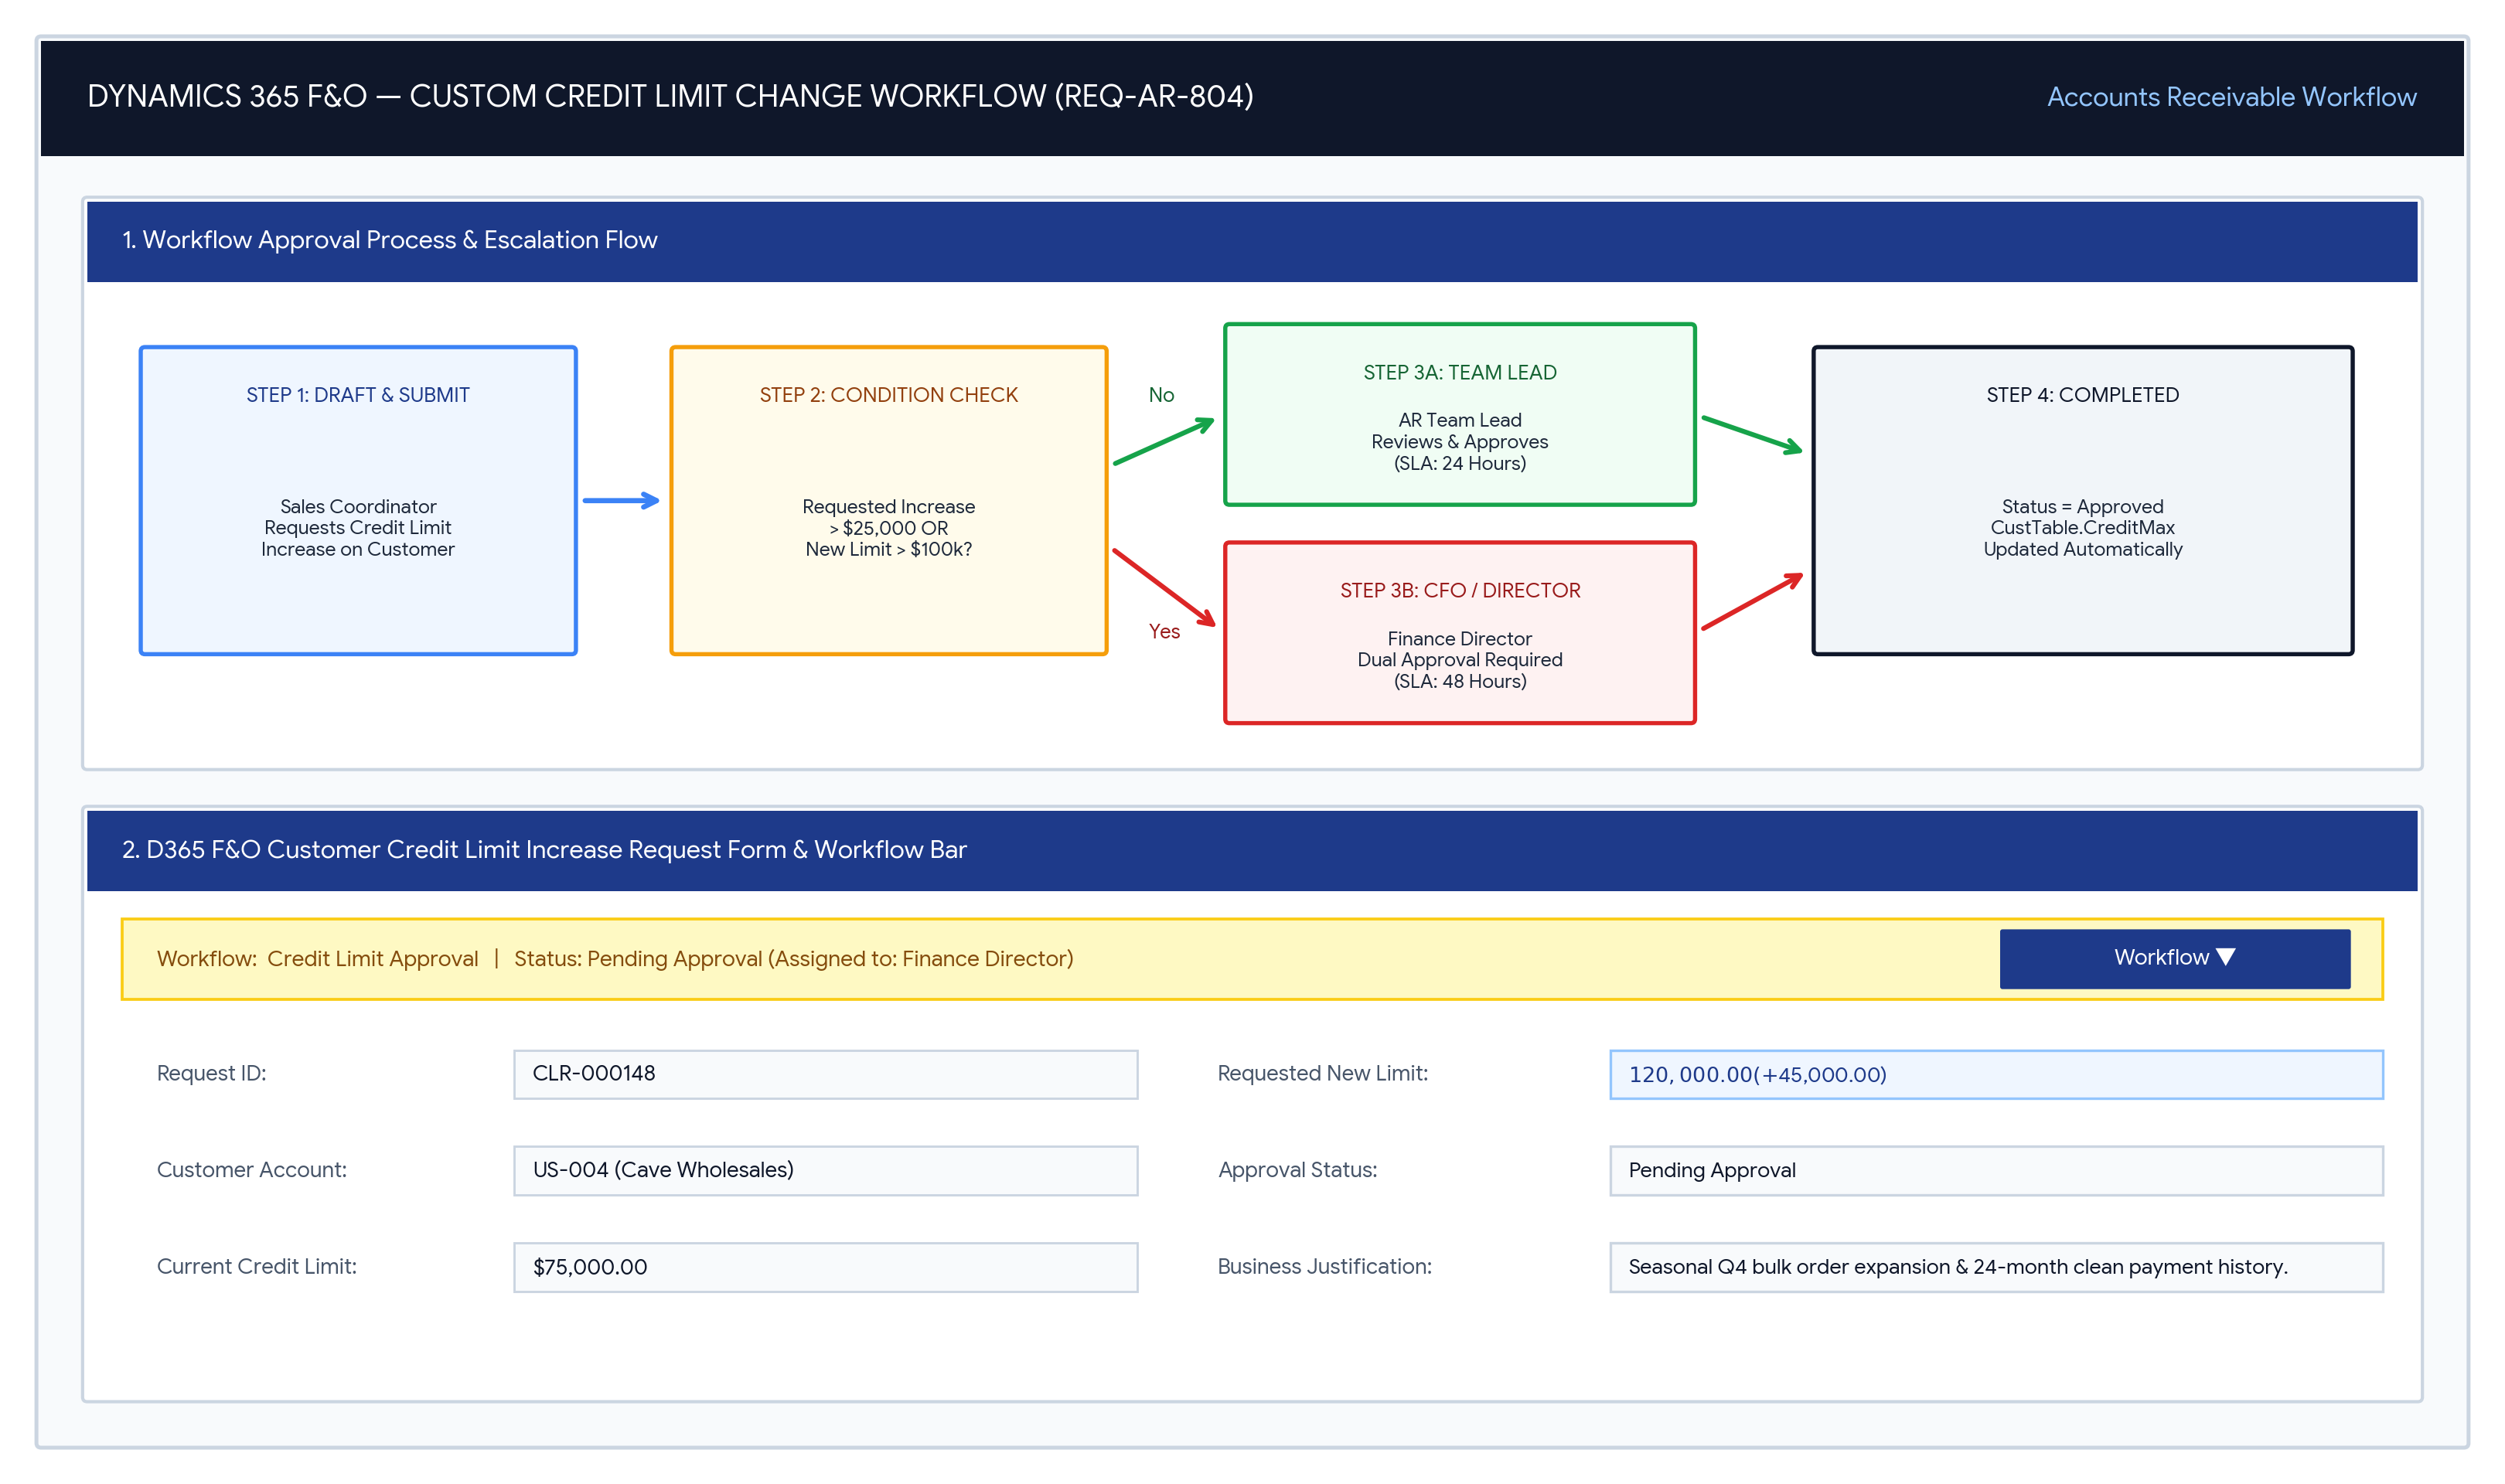 DYNAMICS 365 F&O — CUSTOM CREDIT LIMIT CHANGE WORKFLOW (REQ-AR-804)
Accounts Receivable Workflow
1. Workflow Approval Process & Escalation Flow
STEP 1: DRAFT & SUBMIT
Sales Coordinator
Requests Credit Limit
Increase on Customer
STEP 2: CONDITION CHECK
Requested Increase
> $25,000 OR
New Limit > $100k?
No
Yes
STEP 3A: TEAM LEAD
AR Team Lead
Reviews & Approves
(SLA: 24 Hours)
STEP 3B: CFO / DIRECTOR
Finance Director
Dual Approval Required
(SLA: 48 Hours)
STEP 4: COMPLETED
Status = Approved
CustTable.CreditMax
Updated Automatically
2. D365 F&O Customer Credit Limit Increase Request Form & Workflow Bar
Workflow: Credit Limit Approval | Status: Pending Approval (Assigned to: Finance Director)
Workflow ▼
Request ID:
CLR-000148
Requested New Limit:
120, 000.00(+45,000.00)
Customer Account:
US-004 (Cave Wholesales)
Approval Status:
Pending Approval
Current Credit Limit:
$75,000.00
Business Justification:
Seasonal Q4 bulk order expansion & 24-month clean payment history.